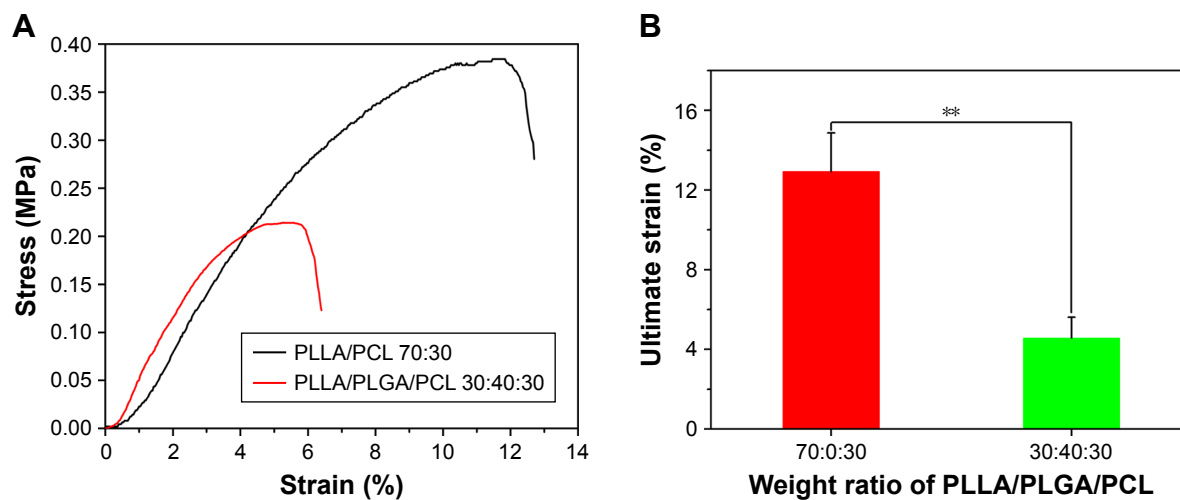 A
Stress (MPa)
0.40
0.35
0.30
0.25
0.20
0.15
0.10
0.05
0.00
0 2 4 6 8 10 12 14
Strain (%)
PLLA/PCL 70:30
PLLA/PLGA/PCL 30:40:30
B
Ultimate strain (%)
16
12
8
4
0
**
70:0:30 30:40:30
Weight ratio of PLLA/PLGA/PCL